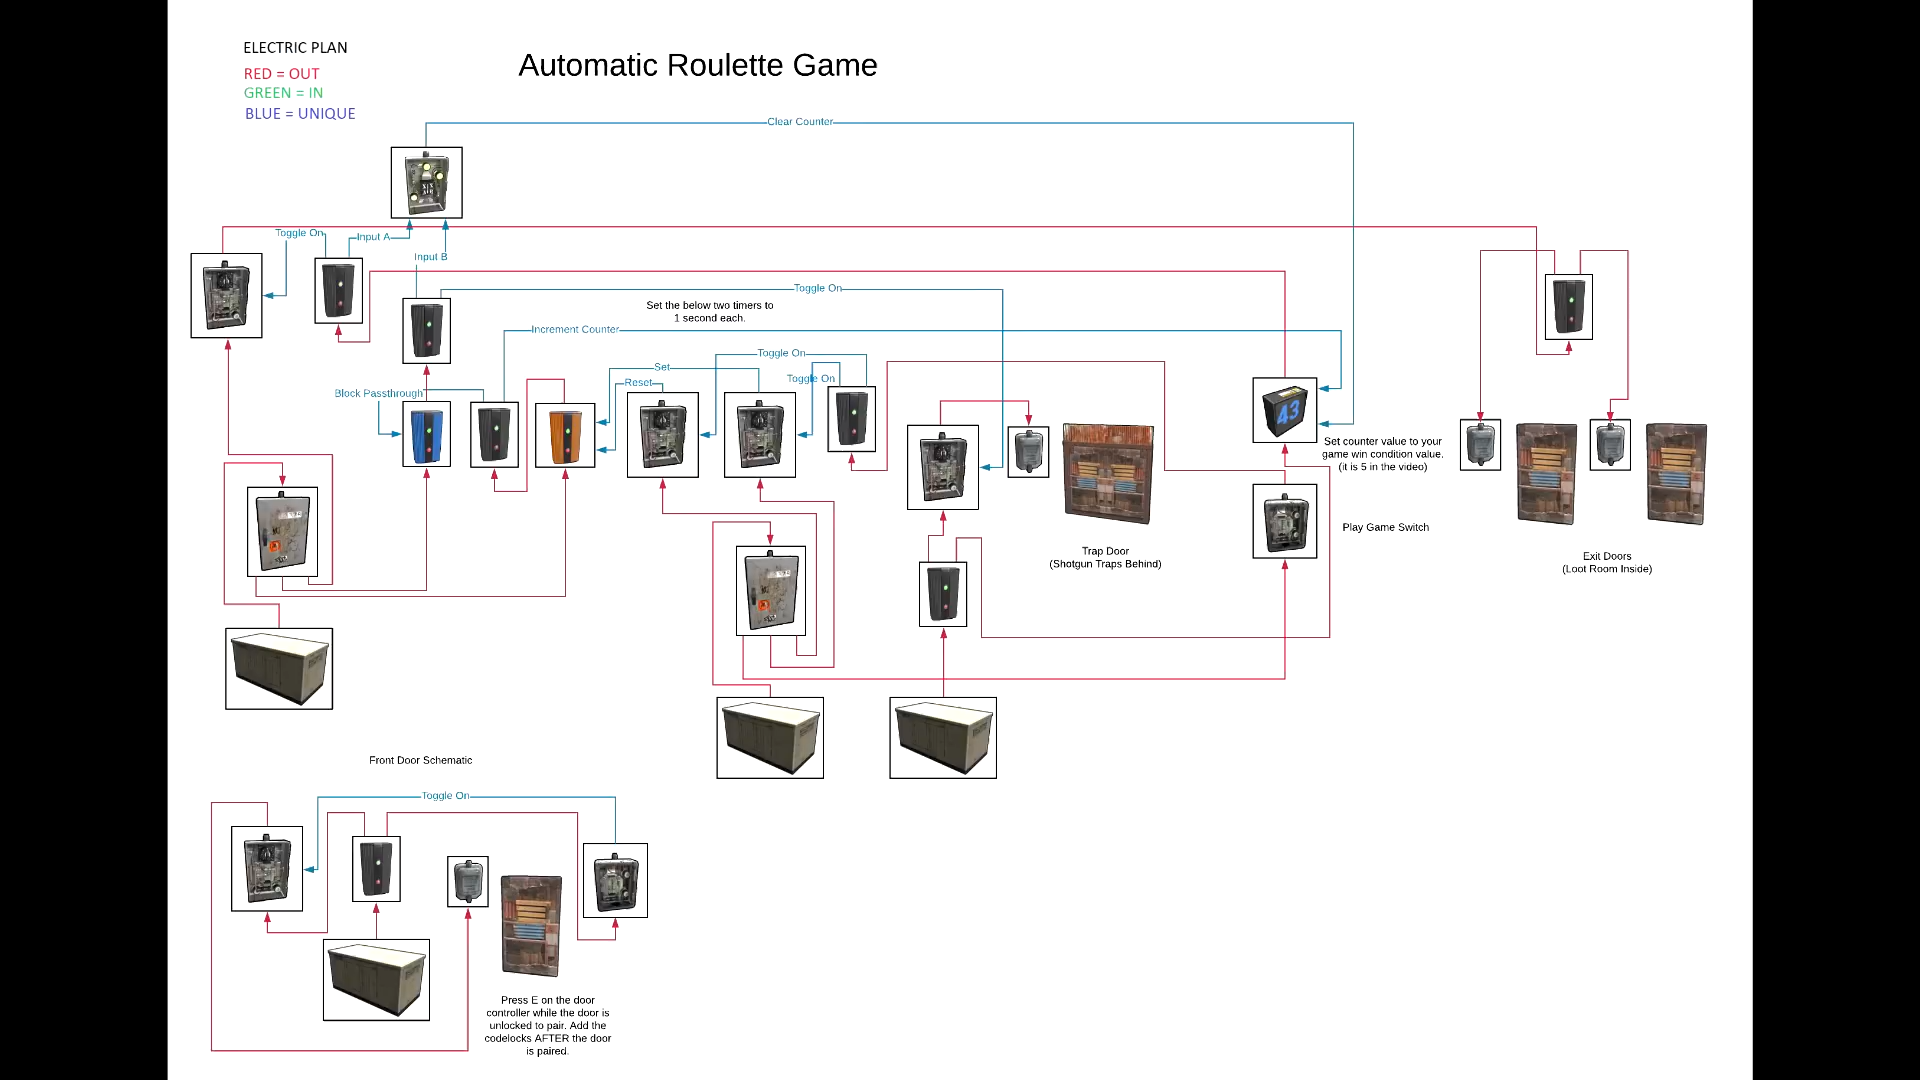 ELECTRIC PLAN
RED = OUT
GREEN = IN
BLUE = UNIQUE
Automatic Roulette Game
Clear Counter
Toggle On
Input A
Input B
Toggle On
Set the below two timers to
1 second each.
Increment Counter
Toggle On
Set
Toggle On
Reset
Block Passthrough
43
Set counter value to your
game win condition value.
(it is 5 in the video)
Play Game Switch
Trap Door
(Shotgun Traps Behind)
Exit Doors
(Loot Room Inside)
Front Door Schematic
Toggle On
Press E on the door
controller while the door is
unlocked to pair. Add the
codelocks AFTER the door
is paired.